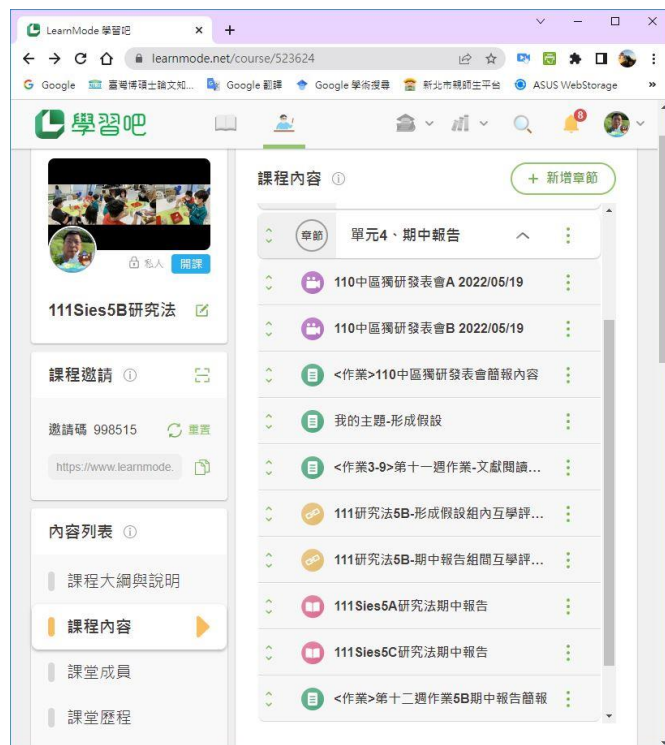 LearnMode 學習吧
learnmode.net/course/523624
Google
臺灣博碩士論文知...
Google 翻譯
Google 學術搜尋
新北市親師生平台
ASUS WebStorage
學習吧
8
私人
開課
111Sies5B研究法
課程邀請
邀請碼 998515
重置
https://www.learnmode.
內容列表
課程大綱與說明
課程內容
課堂成員
課堂歷程
課程內容
+ 新增章節
章節
單元4、期中報告
110中區獨研發表會A 2022/05/19
110中區獨研發表會B 2022/05/19
<作業>110中區獨研發表會簡報內容
我的主題-形成假設
<作業3-9>第十一週作業-文獻閱讀...
111研究法5B-形成假設組內互學評...
111研究法5B-期中報告組間互學評...
111Sies5A研究法期中報告
111Sies5C研究法期中報告
<作業>第十二週作業5B期中報告簡報